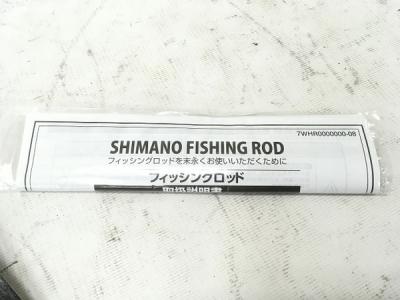 7WHR0000000-08
SHIMANO FISHING ROD
フィッシングロッドを末永くお使いいただくために
フィッシングロッド
取扱説明書